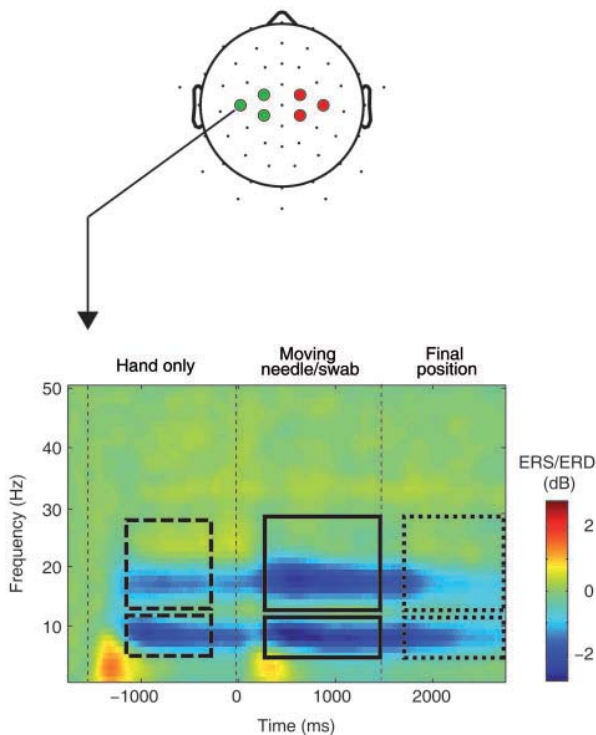 Hand only
Moving
needle/swab
Final
position
50
40
30
20
10
Frequency (Hz)
−1000
0
1000
2000
Time (ms)
ERS/ERD
(dB)
2
0
−2